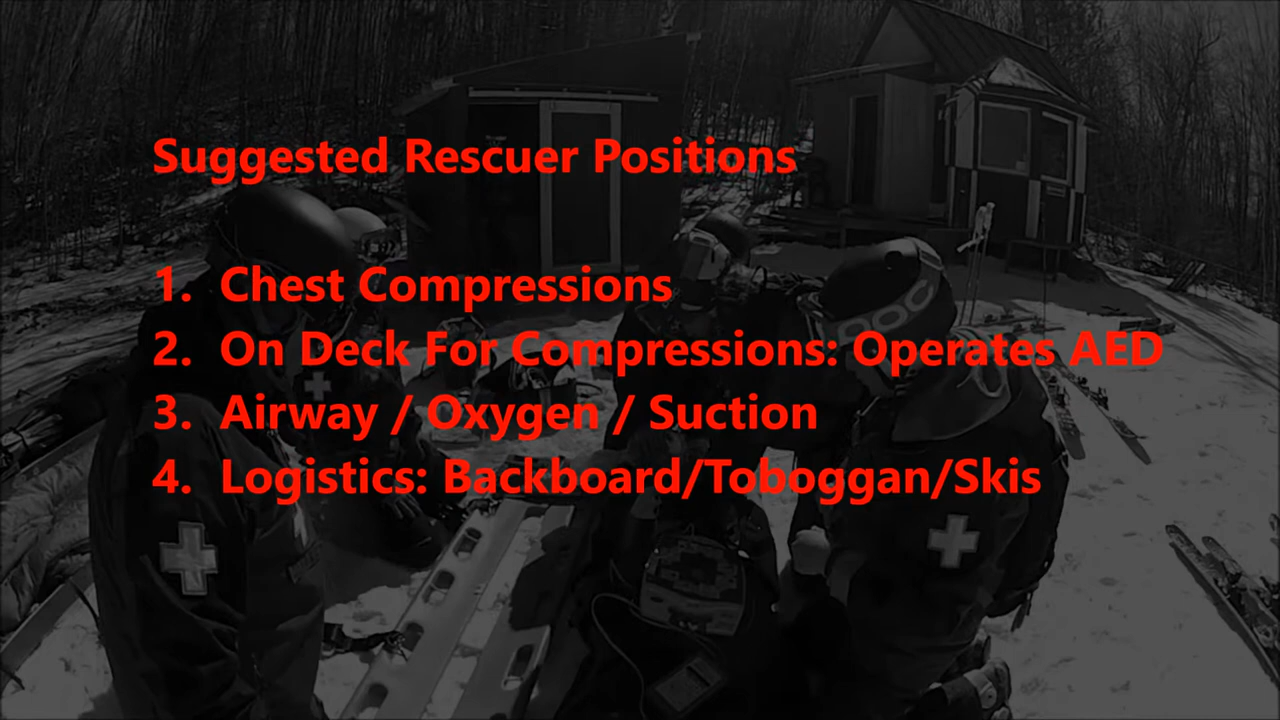 Suggested Rescuer Positions
1. Chest Compressions
2. On Deck For Compressions: Operates AED
3. Airway / Oxygen / Suction
4. Logistics: Backboard/Toboggan/Skis